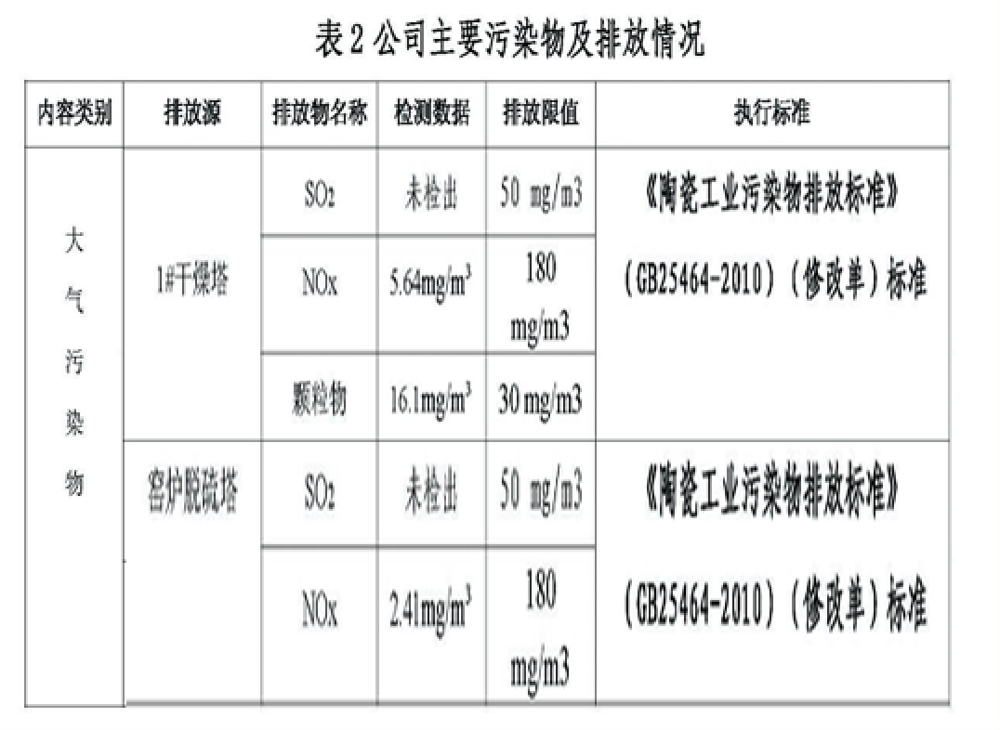 表2 公司主要污染物及排放情况
内容类别 排放源 排放物名称 检测数据 排放限值 执行标准
大气污染物
1#干燥塔
SO₂ 未检出 50 mg/m3
NOx 5.64mg/m³ 180
mg/m3
颗粒物 16.1mg/m³ 30 mg/m3
《陶瓷工业污染物排放标准》
(GB25464-2010)(修改单)标准
窑炉脱硫塔
SO₂ 未检出 50 mg/m3
NOx 2.41mg/m³ 180
mg/m3
《陶瓷工业污染物排放标准》
(GB25464-2010)(修改单)标准